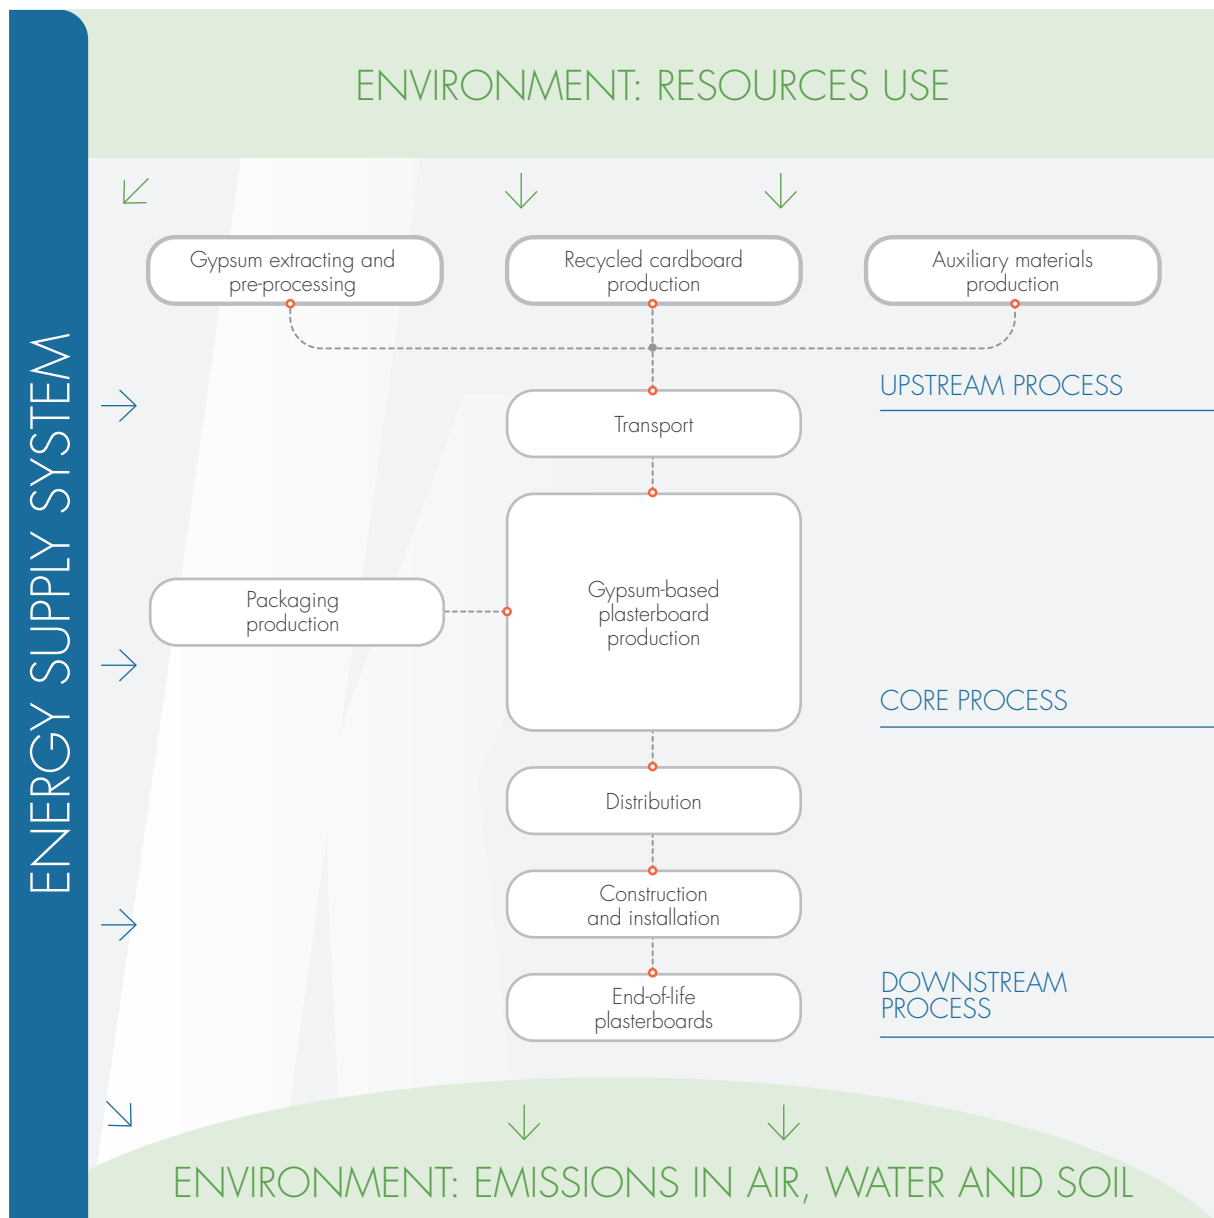 ENVIRONMENT: RESOURCES USE
Gypsum extracting and
pre-processing
Recycled cardboard
production
Auxiliary materials
production
UPSTREAM PROCESS
Transport
ENERGY SUPPLY SYSTEM
Packaging
production
Gypsum-based
plasterboard
production
CORE PROCESS
Distribution
Construction
and installation
DOWNSTREAM
PROCESS
End-of-life
plasterboards
ENVIRONMENT: EMISSIONS IN AIR, WATER AND SOIL